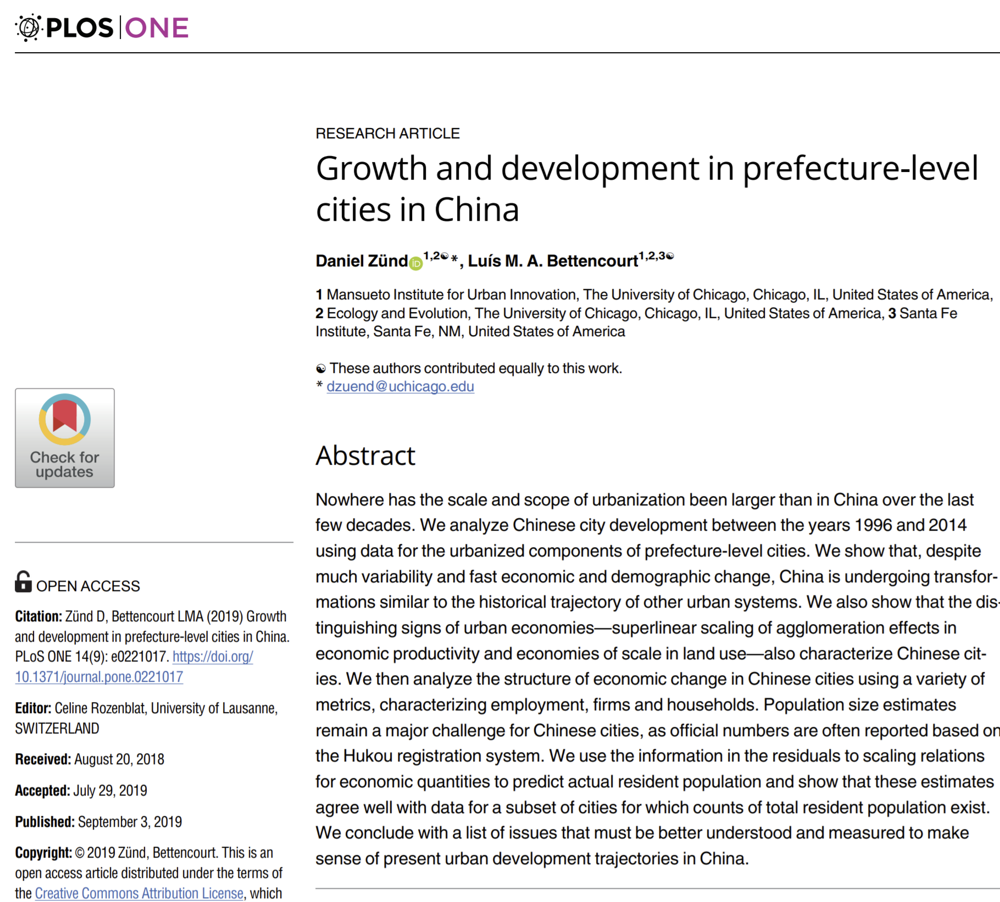 PLOS ONE
RESEARCH ARTICLE
Growth and development in prefecture-level
cities in China
Daniel Zünd iD 1,2☯*, Luís M. A. Bettencourt1,2,3☯
1 Mansueto Institute for Urban Innovation, The University of Chicago, Chicago, IL, United States of America,
2 Ecology and Evolution, The University of Chicago, Chicago, IL, United States of America, 3 Santa Fe
Institute, Santa Fe, NM, United States of America
☯ These authors contributed equally to this work.
* dzuend@uchicago.edu
Abstract
Nowhere has the scale and scope of urbanization been larger than in China over the last
few decades. We analyze Chinese city development between the years 1996 and 2014
using data for the urbanized components of prefecture-level cities. We show that, despite
much variability and fast economic and demographic change, China is undergoing transfor-
mations similar to the historical trajectory of other urban systems. We also show that the dis-
tinguishing signs of urban economies—superlinear scaling of agglomeration effects in
economic productivity and economies of scale in land use—also characterize Chinese cit-
ies. We then analyze the structure of economic change in Chinese cities using a variety of
metrics, characterizing employment, firms and households. Population size estimates
remain a major challenge for Chinese cities, as official numbers are often reported based on
the Hukou registration system. We use the information in the residuals to scaling relations
for economic quantities to predict actual resident population and show that these estimates
agree well with data for a subset of cities for which counts of total resident population exist.
We conclude with a list of issues that must be better understood and measured to make
sense of present urban development trajectories in China.
Check for
updates
OPEN ACCESS
Citation: Zünd D, Bettencourt LMA (2019) Growth
and development in prefecture-level cities in China.
PLoS ONE 14(9): e0221017. https://doi.org/
10.1371/journal.pone.0221017
Editor: Celine Rozenblat, University of Lausanne,
SWITZERLAND
Received: August 20, 2018
Accepted: July 29, 2019
Published: September 3, 2019
Copyright: © 2019 Zünd, Bettencourt. This is an
open access article distributed under the terms of
the Creative Commons Attribution License, which